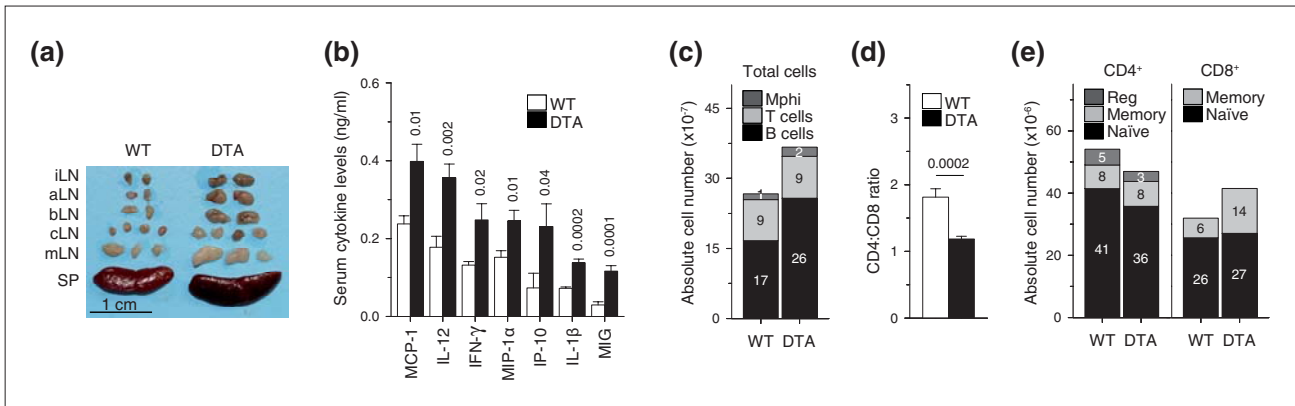 (a)
WT DTA
iLN
aLN
bLN
cLN
mLN
SP
1 cm
(b)
Serum cytokine levels (ng/ml)
0.6
0.4
0.2
0.0
WT
DTA
0.01
0.002
0.02
0.01
0.04
0.0002
0.0001
MCP-1
IL-12
IFN-γ
MIP-1α
IP-10
IL-1β
MIG
(c)
Total cells
Absolute cell number (x10⁻⁷)
45
30
15
0
Mphi
T cells
B cells
1
9
17
2
9
26
WT DTA
(d)
CD4:CD8 ratio
3
2
1
0
WT
DTA
0.0002
(e)
CD4⁺ CD8⁺
Absolute cell number (x10⁻⁶)
60
40
20
0
Reg
Memory
Naïve
Memory
Naïve
5
8
41
3
8
36
6
26
14
27
WT DTA
WT DTA